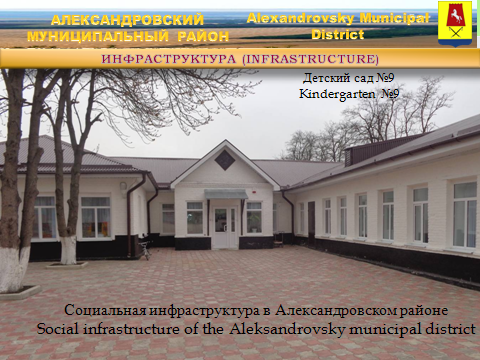 АЛЕКСАНДРОВСКИЙ
МУНИЦИПАЛЬНЫЙ РАЙОН
Alexandrovsky Municipal
District
ИНФРАСТРУКТУРА (INFRASTRUCTURE)
Детский сад №9
Kindergarten №9
Социальная инфраструктура в Александровском районе
Social infrastructure of the Aleksandrovsky municipal district